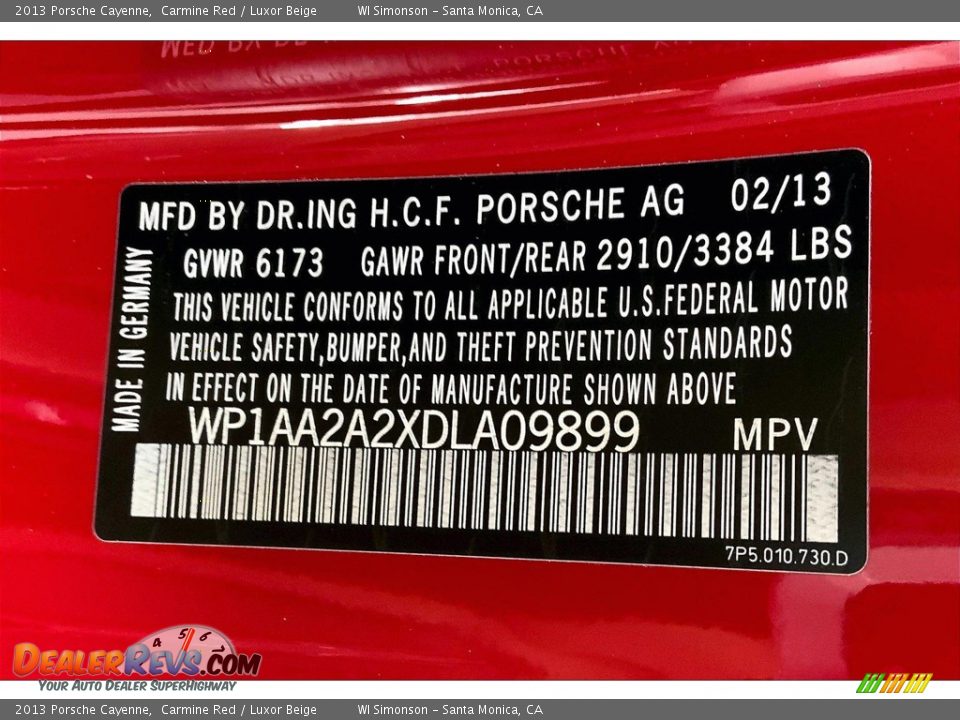 2013 Porsche Cayenne, Carmine Red / Luxor Beige WI Simonson – Santa Monica, CA
MFD BY DR.ING H.C.F. PORSCHE AG 02/13
GVWR 6173 GAWR FRONT/REAR 2910/3384 LBS
THIS VEHICLE CONFORMS TO ALL APPLICABLE U.S.FEDERAL MOTOR
VEHICLE SAFETY,BUMPER,AND THEFT PREVENTION STANDARDS
IN EFFECT ON THE DATE OF MANUFACTURE SHOWN ABOVE
MADE IN GERMANY
WP1AA2A2XDLA09899 MPV
7P5.010.730.D
4 5 6
DEALERREVS.COM
YOUR AUTO DEALER SUPERHIGHWAY
2013 Porsche Cayenne, Carmine Red / Luxor Beige WI Simonson – Santa Monica, CA